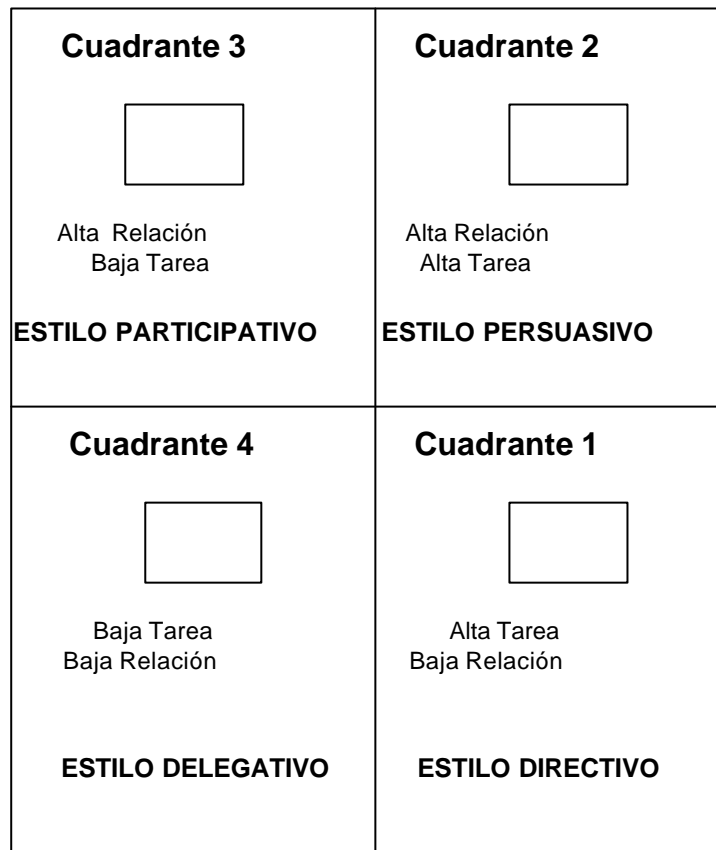 Cuadrante 3
Alta Relación
Baja Tarea
ESTILO PARTICIPATIVO
Cuadrante 2
Alta Relación
Alta Tarea
ESTILO PERSUASIVO
Cuadrante 4
Baja Tarea
Baja Relación
ESTILO DELEGATIVO
Cuadrante 1
Alta Tarea
Baja Relación
ESTILO DIRECTIVO